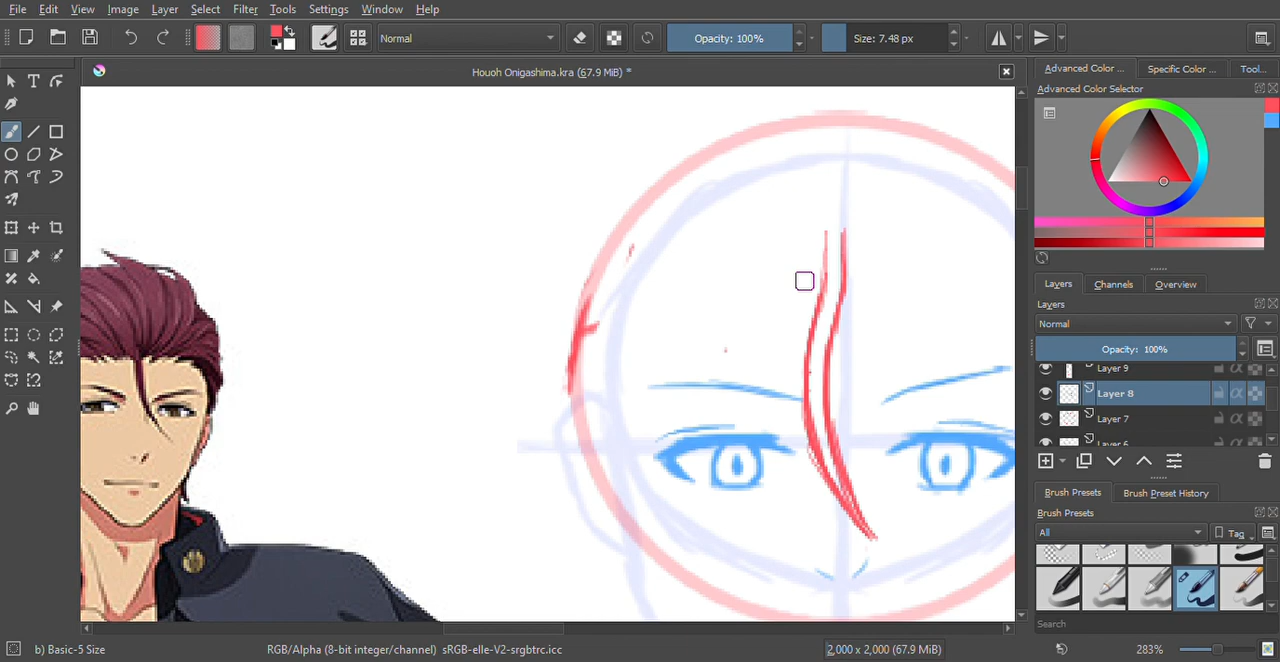 File Edit View Image Layer Select Filter Tools Settings Window Help
Normal
Opacity: 100%
Size: 7.48 px
Houoh Onigashima.kra (67.9 MiB) *
Advanced Color ...
Specific Color ...
Tool...
Advanced Color Selector
Layers
Channels
Overview
Layers
Normal
Opacity: 100%
Layer 9
Layer 8
Layer 7
Layer 6
Brush Presets
Brush Preset History
Brush Presets
All
Tag
Search
b) Basic-5 Size
RGB/Alpha (8-bit integer/channel) sRGB-elle-V2-srgbtrc.icc
2,000 x 2,000 (67.9 MiB)
283%